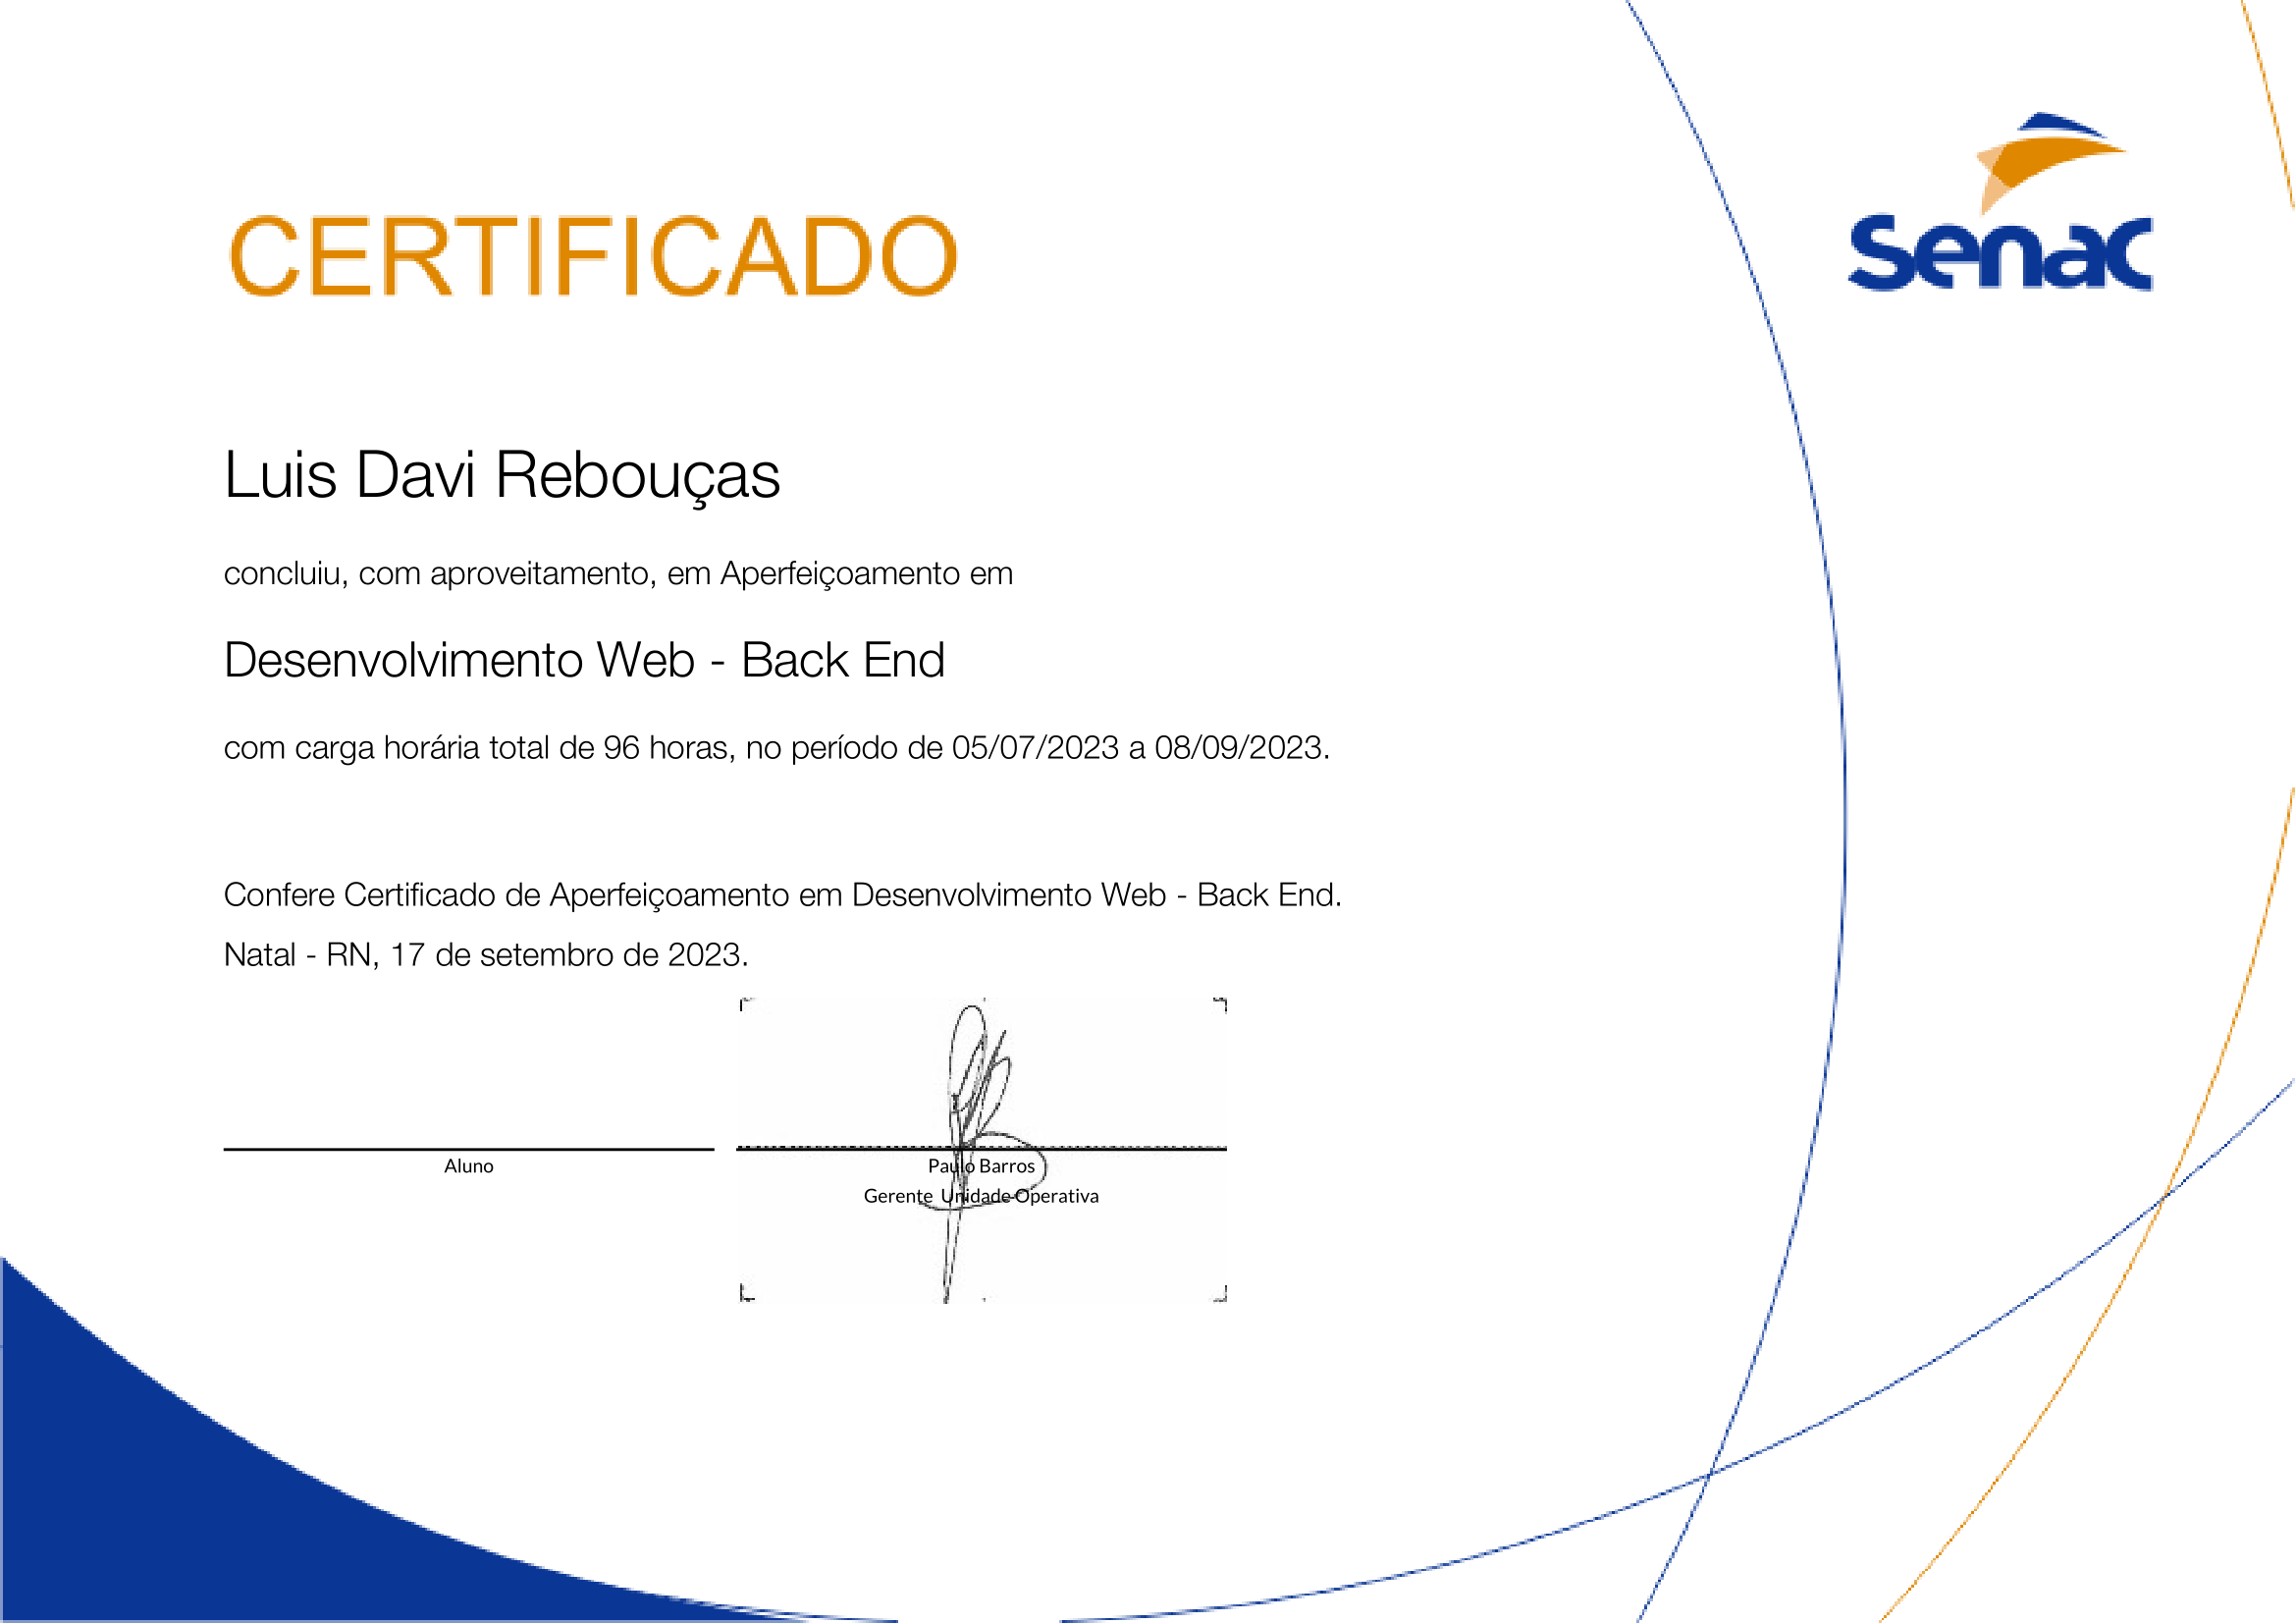 senac
CERTIFICADO
Luis Davi Rebouças
concluiu, com aproveitamento, em Aperfeiçoamento em
Desenvolvimento Web - Back End
com carga horária total de 96 horas, no período de 05/07/2023 a 08/09/2023.
Confere Certificado de Aperfeiçoamento em Desenvolvimento Web - Back End.
Natal - RN, 17 de setembro de 2023.
Aluno
Paulo Barros
Gerente Unidade Operativa